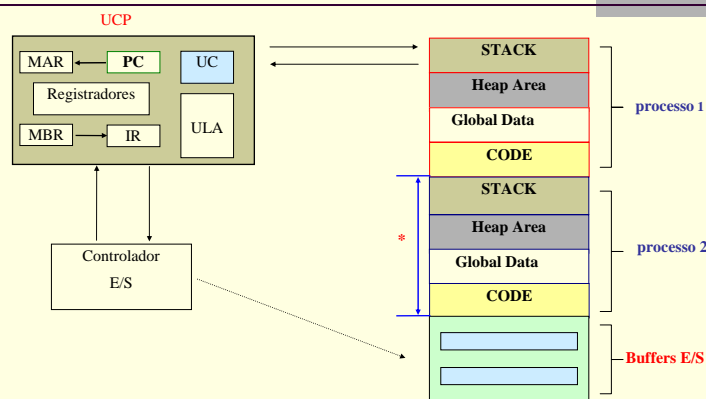 UCP
MAR
PC
UC
Registradores
MBR
IR
ULA
Controlador
E/S
STACK
Heap Area
Global Data
CODE
processo 1
*
STACK
Heap Area
Global Data
CODE
processo 2
Buffers E/S